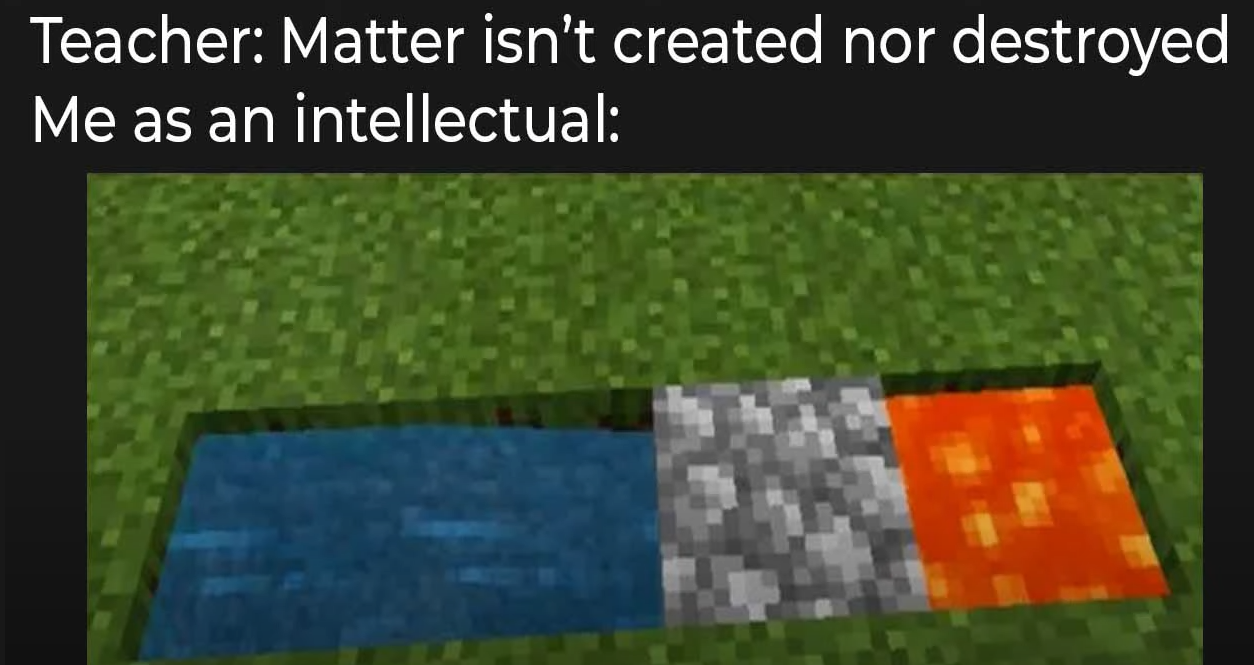 Teacher: Matter isn’t created nor destroyed
Me as an intellectual: